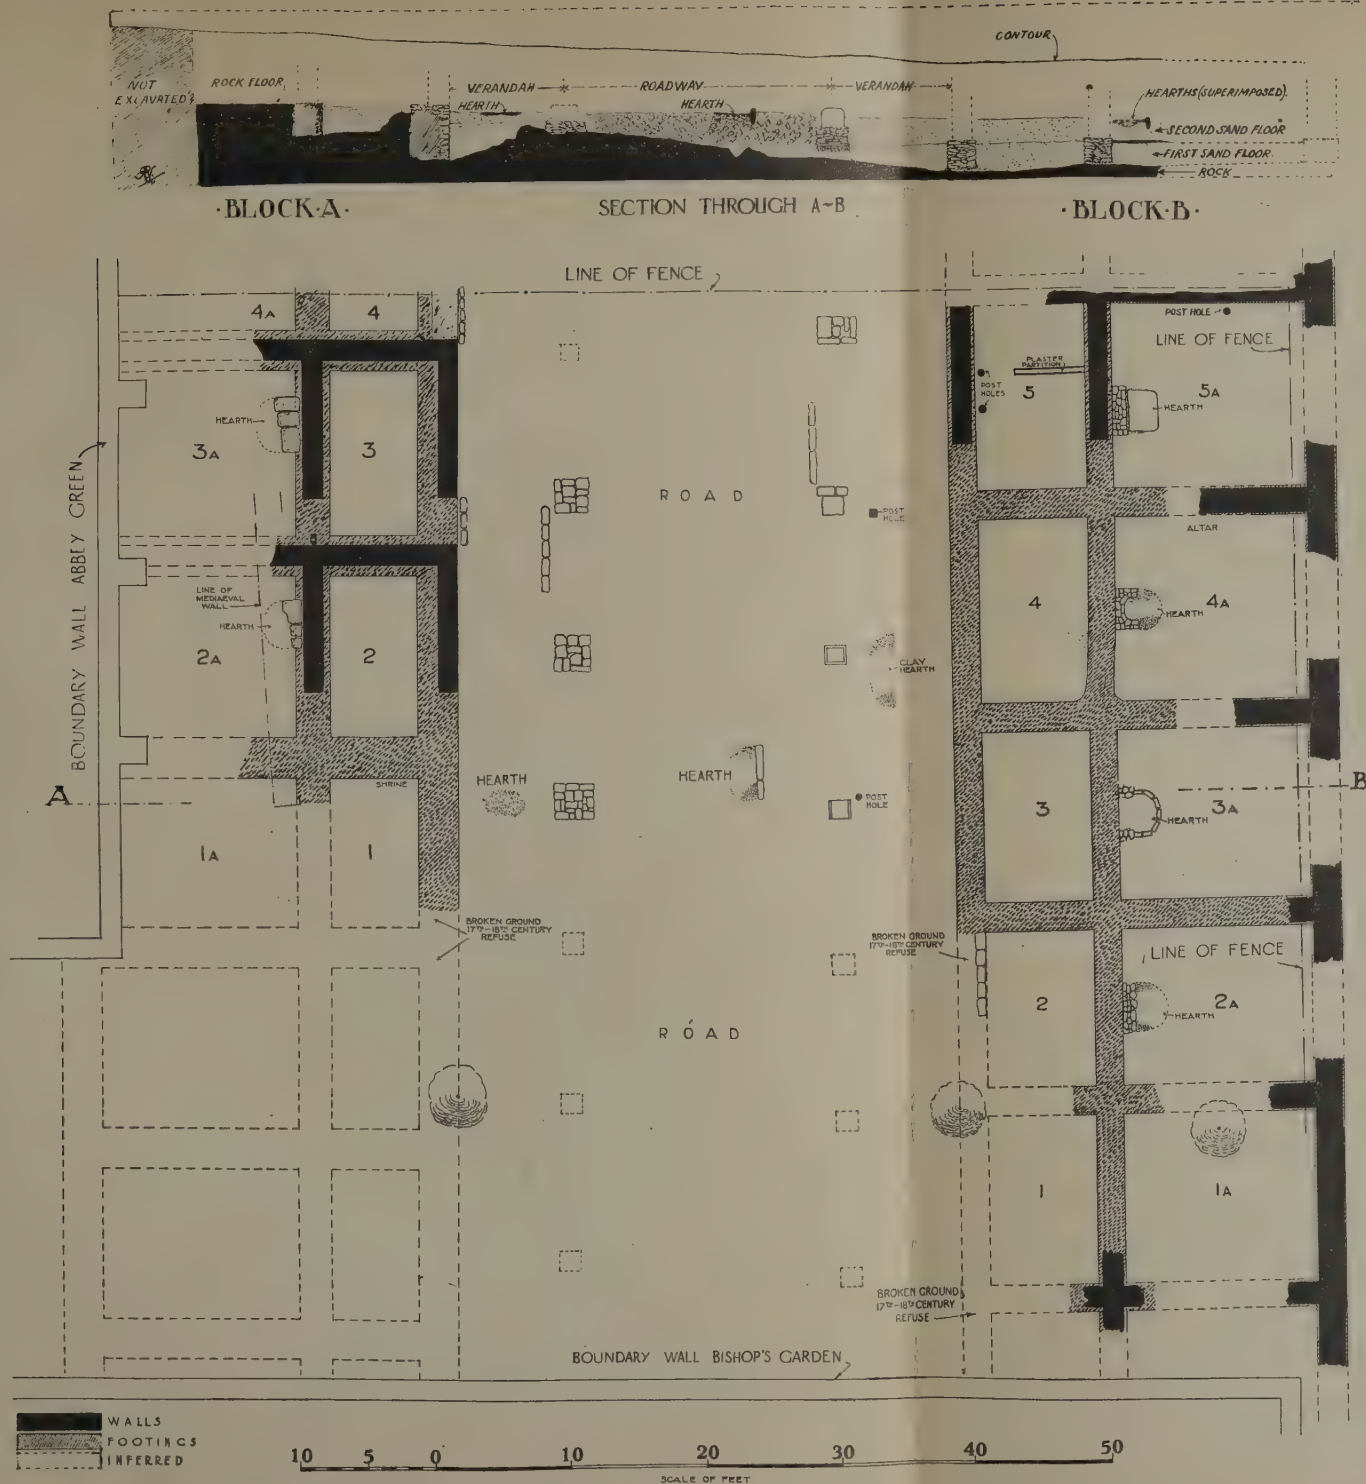 CONTOUR
NOT
EXCAVATED
ROCK FLOOR
VERANDAH
ROADWAY
VERANDAH
HEARTH
HEARTH
HEARTHS (SUPERIMPOSED).
SECOND SAND FLOOR
FIRST SAND FLOOR.
ROCK
·BLOCK·A·
SECTION THROUGH A-B
·BLOCK·B·
LINE OF FENCE
4A
4
POST HOLE
LINE OF FENCE
PLASTER
PARTITION
POST
HOLES
5
5A
HEARTH
HEARTH
3A
3
BOUNDARY WALL ABBEY GREEN
ROAD
POST
HOLE
ALTAR
LINE OF
MEDIAEVAL
WALL
HEARTH
2A
2
4
4A
HEARTH
CLAY
HEARTH
SHRINE
HEARTH
HEARTH
POST
HOLE
A
B
3
3A
HEARTH
1A
1
BROKEN GROUND
17TH-18TH CENTURY
REFUSE
BROKEN GROUND
17TH-18TH CENTURY
REFUSE
LINE OF FENCE
2
2A
HEARTH
ROAD
1
1A
BROKEN GROUND
17TH-18TH CENTURY
REFUSE
BOUNDARY WALL BISHOP'S GARDEN
WALLS
FOOTINGS
INFERRED
10 5 0 10 20 30 40 50
SCALE OF FEET